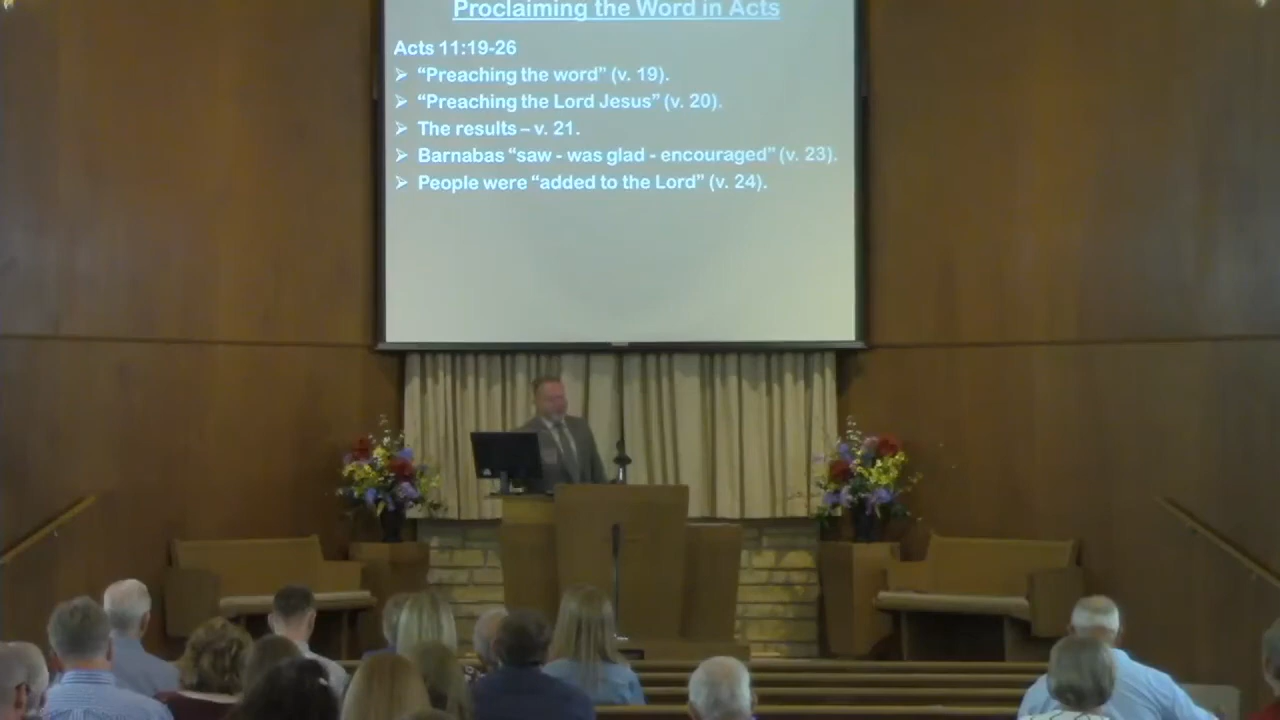 Proclaiming the Word in Acts
Acts 11:19-26
➢ “Preaching the word” (v. 19).
➢ “Preaching the Lord Jesus” (v. 20).
➢ The results – v. 21.
➢ Barnabas “saw - was glad - encouraged” (v. 23).
➢ People were “added to the Lord” (v. 24).